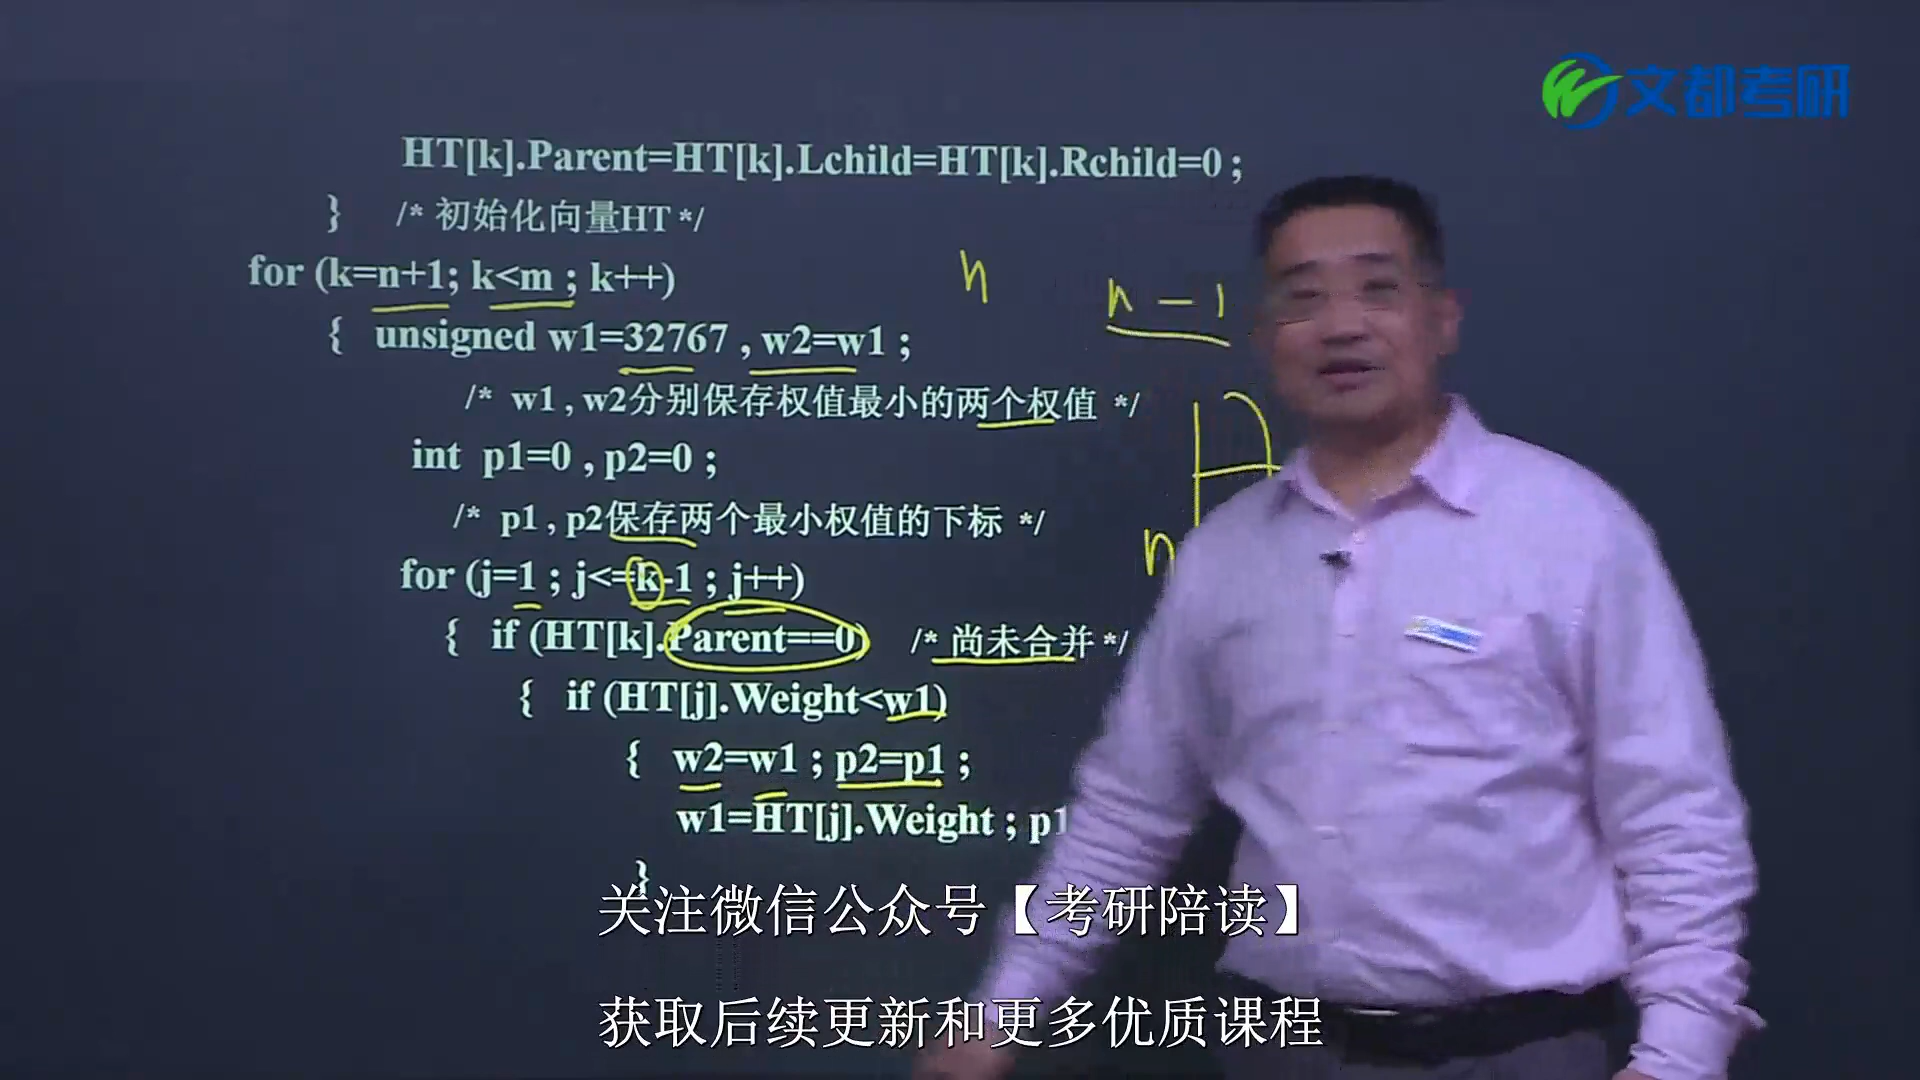 文都考研
HT[k].Parent=HT[k].Lchild=HT[k].Rchild=0 ;
} /* 初始化向量HT */
for (k=n+1; k<m ; k++)
n
n - 1
{ unsigned w1=32767 , w2=w1 ;
/* w1 , w2分别保存权值最小的两个权值 */
int p1=0 , p2=0 ;
/* p1 , p2保存两个最小权值的下标 */
n
for (j=1 ; j<=k-1 ; j++)
{ if (HT[k].Parent==0) /* 尚未合并 */
{ if (HT[j].Weight<w1)
{ w2=w1 ; p2=p1 ;
w1=HT[j].Weight ; p1
}
关注微信公众号【考研陪读】
获取后续更新和更多优质课程